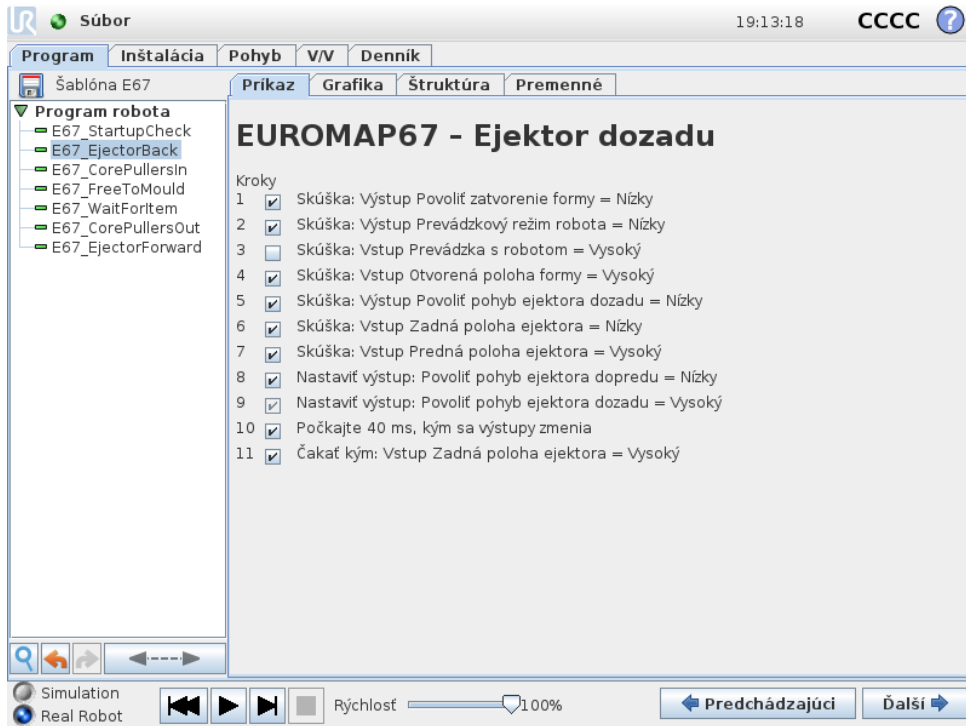 UR Súbor 19:13:18 CCCC ?
Program Inštalácia Pohyb V/V Denník
Šablóna E67
Príkaz Grafika Štruktúra Premenné
Program robota
E67_StartupCheck
E67_EjectorBack
E67_CorePullersIn
E67_FreeToMould
E67_WaitForItem
E67_CorePullersOut
E67_EjectorForward
EUROMAP67 – Ejektor dozadu
Kroky
1 Skúška: Výstup Povoliť zatvorenie formy = Nízky
2 Skúška: Výstup Prevádzkový režim robota = Nízky
3 Skúška: Vstup Prevádzka s robotom = Vysoký
4 Skúška: Vstup Otvorená poloha formy = Vysoký
5 Skúška: Výstup Povoliť pohyb ejektora dozadu = Nízky
6 Skúška: Vstup Zadná poloha ejektora = Nízky
7 Skúška: Vstup Predná poloha ejektora = Vysoký
8 Nastaviť výstup: Povoliť pohyb ejektora dopredu = Nízky
9 Nastaviť výstup: Povoliť pohyb ejektora dozadu = Vysoký
10 Počkajte 40 ms, kým sa výstupy zmenia
11 Čakať kým: Vstup Zadná poloha ejektora = Vysoký
Simulation
Real Robot
Rýchlosť 100%
Predchádzajúci
Ďalší